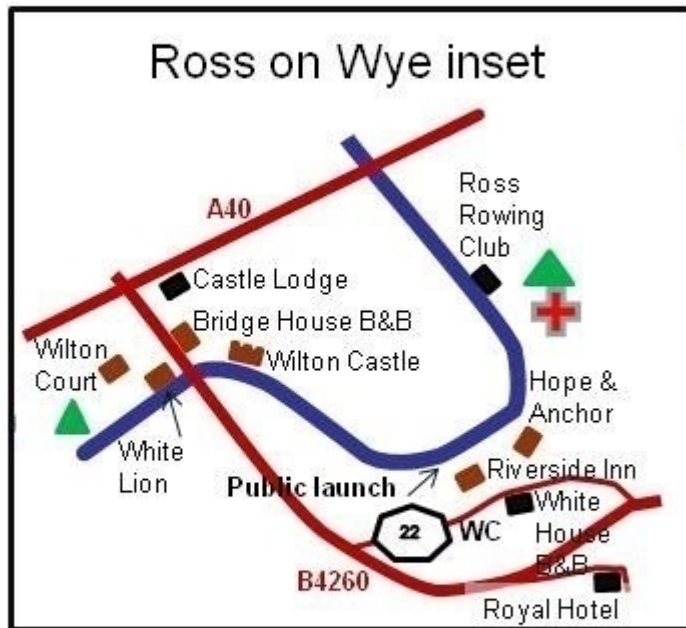 Ross on Wye inset
Ross
Rowing
Club
A40
Castle Lodge
Bridge House B&B
Wilton
Court
Wilton Castle
Hope &
Anchor
White
Lion
Public launch
Riverside Inn
22
WC
White
House
B&B
B4260
Royal Hotel